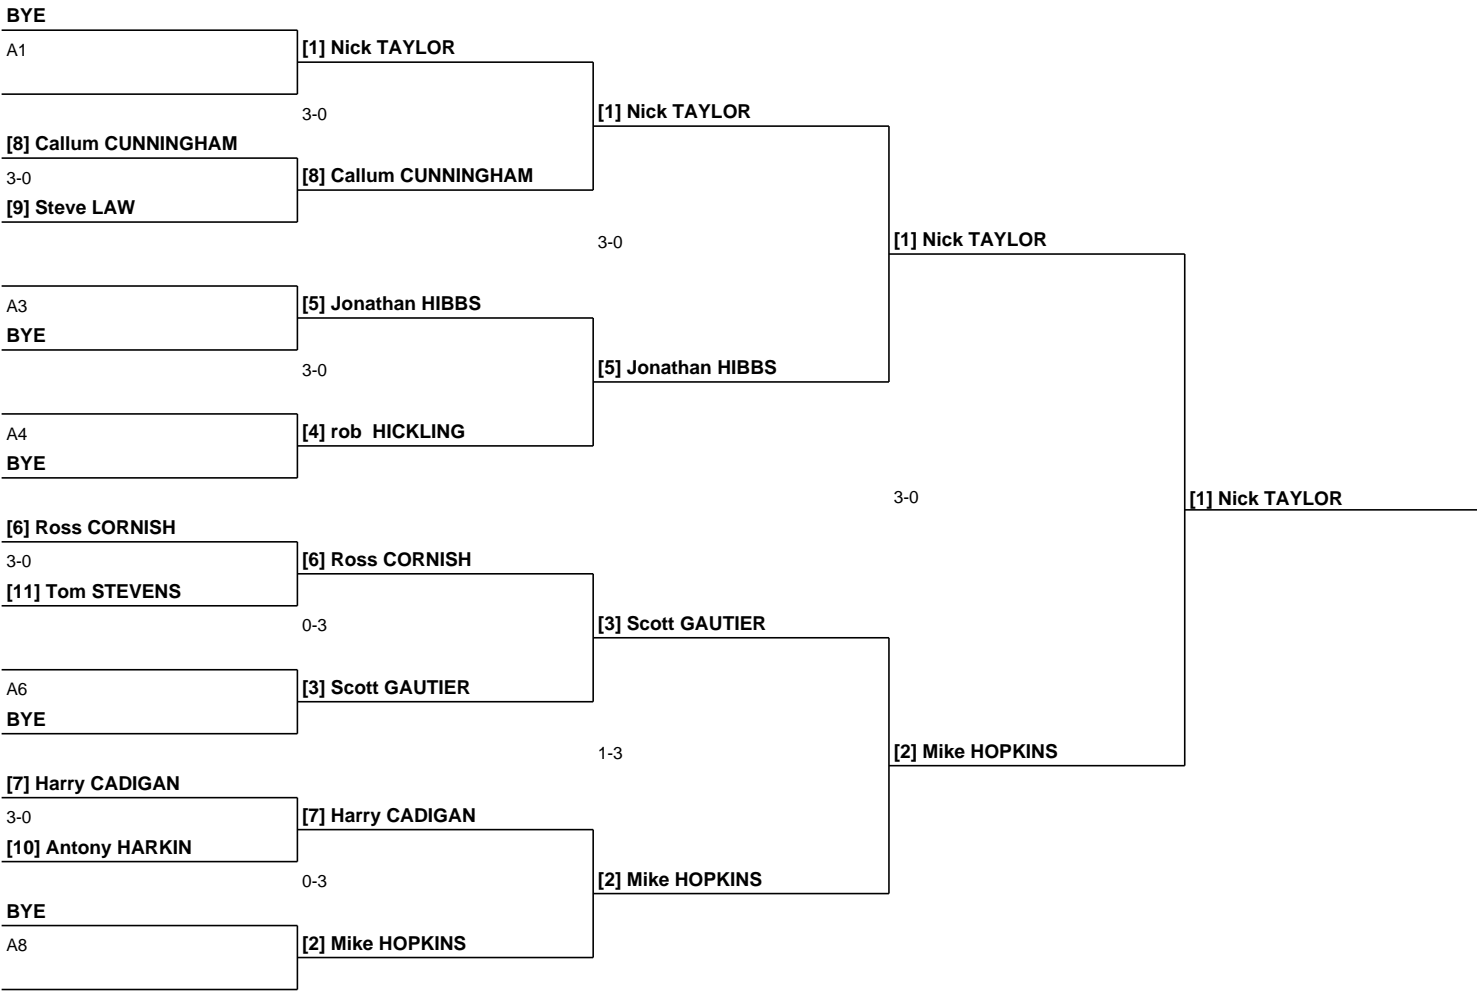 BYE
A1
[1] Nick TAYLOR
3-0
[1] Nick TAYLOR
[8] Callum CUNNINGHAM
3-0
[8] Callum CUNNINGHAM
[9] Steve LAW
3-0
[1] Nick TAYLOR
A3
[5] Jonathan HIBBS
BYE
3-0
[5] Jonathan HIBBS
A4
[4] rob  HICKLING
BYE
3-0
[1] Nick TAYLOR
[6] Ross CORNISH
3-0
[6] Ross CORNISH
[11] Tom STEVENS
0-3
[3] Scott GAUTIER
A6
[3] Scott GAUTIER
BYE
1-3
[2] Mike HOPKINS
[7] Harry CADIGAN
3-0
[7] Harry CADIGAN
[10] Antony HARKIN
0-3
[2] Mike HOPKINS
BYE
A8
[2] Mike HOPKINS